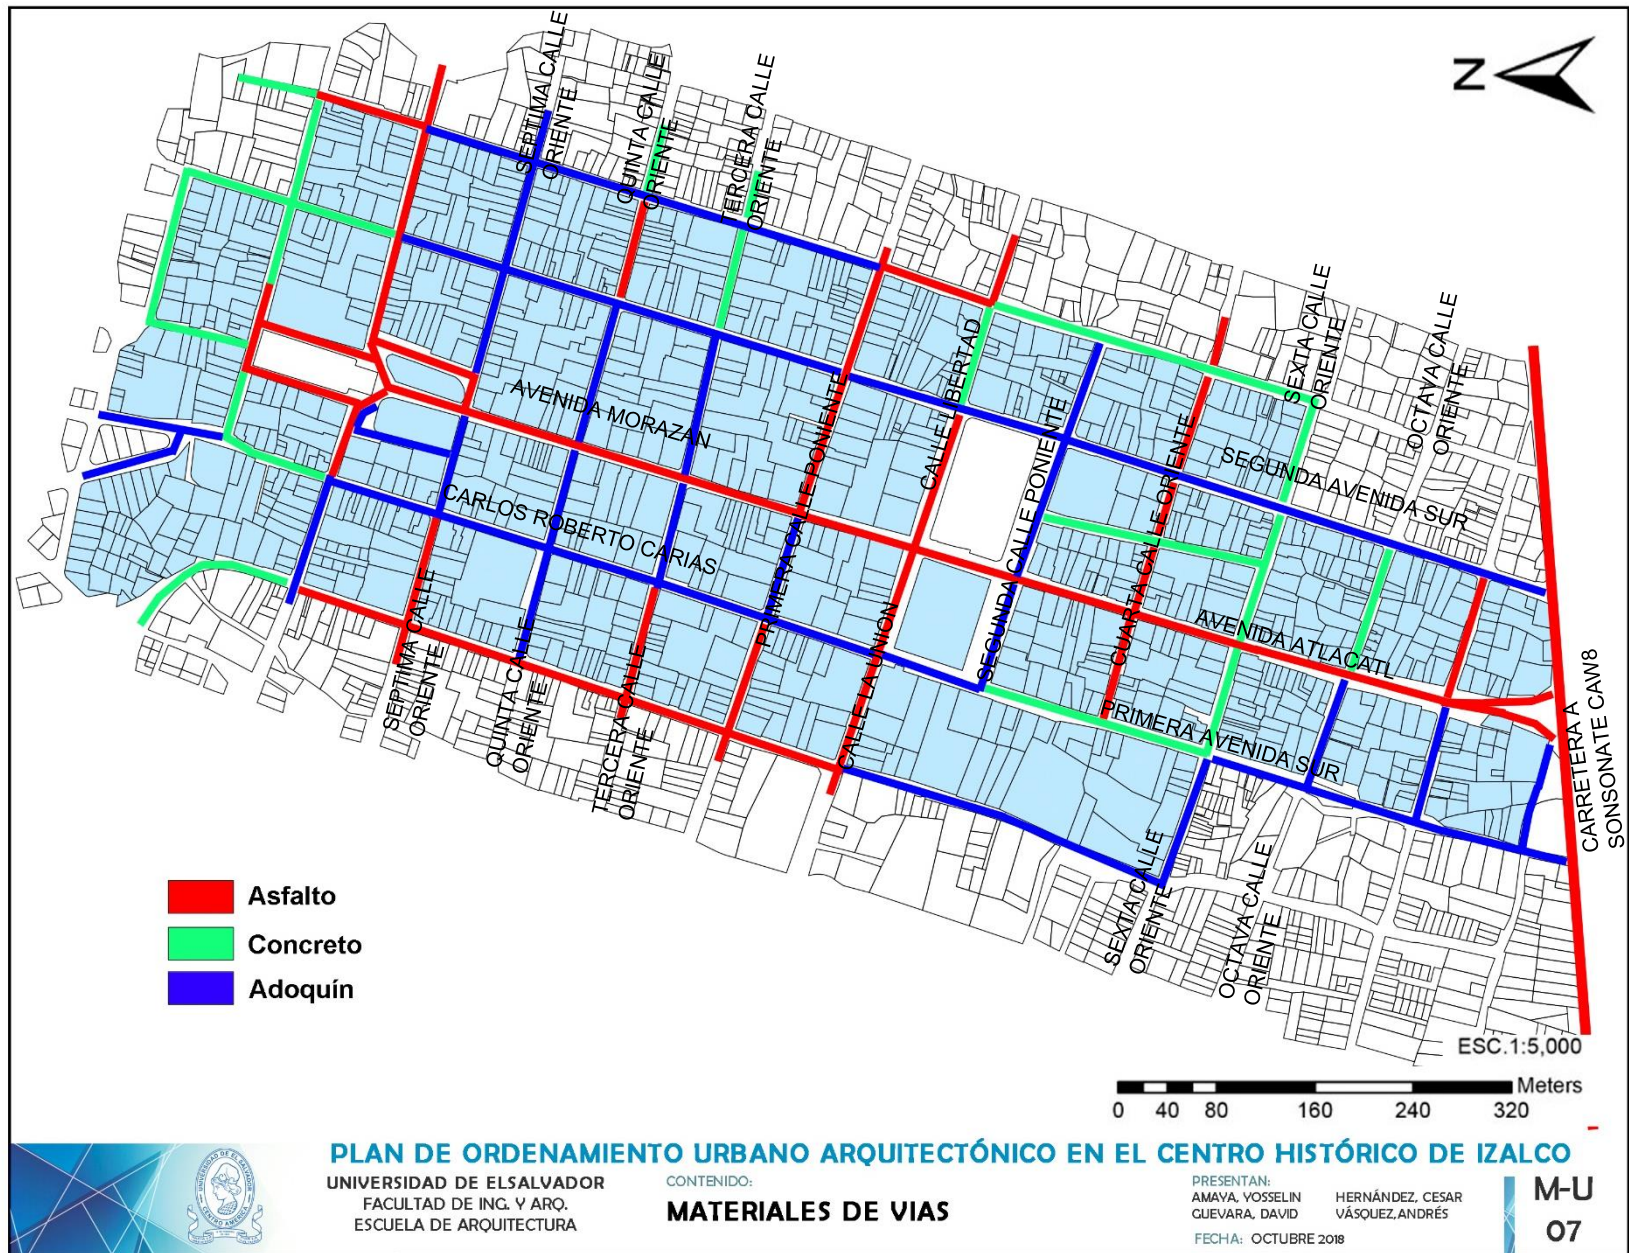 Z
SEPTIMA CALLE
ORIENTE
QUINTA CALLE
ORIENTE
TERCERA CALLE
ORIENTE
SEXTA CALLE
ORIENTE
OCTAVA CALLE
ORIENTE
AVENIDA MORAZAN
PRIMERA CALLE PONIENTE
CALLE LIBERTAD
SEGUNDA CALLE PONIENTE
CUARTA CALLE ORIENTE
SEGUNDA AVENIDA SUR
CARLOS ROBERTO CARIAS
CALLE LA UNION
AVENIDA ATLACATL
PRIMERA AVENIDA SUR
SEPTIMA CALLE
ORIENTE
QUINTA CALLE
ORIENTE
TERCERA CALLE
ORIENTE
SEXTA CALLE
ORIENTE
OCTAVA CALLE
ORIENTE
CARRETERA A
SONSONATE CAW8
Asfalto
Concreto
Adoquín
ESC.1:5,000
Meters
0 40 80 160 240 320
PLAN DE ORDENAMIENTO URBANO ARQUITECTÓNICO EN EL CENTRO HISTÓRICO DE IZALCO
UNIVERSIDAD DE ELSALVADOR
FACULTAD DE ING. Y ARQ.
ESCUELA DE ARQUITECTURA
CONTENIDO:
MATERIALES DE VIAS
PRESENTAN:
AMAYA, YOSSELIN HERNÁNDEZ, CESAR
GUEVARA, DAVID VÁSQUEZ,ANDRÉS
FECHA: OCTUBRE 2018
M-U
07